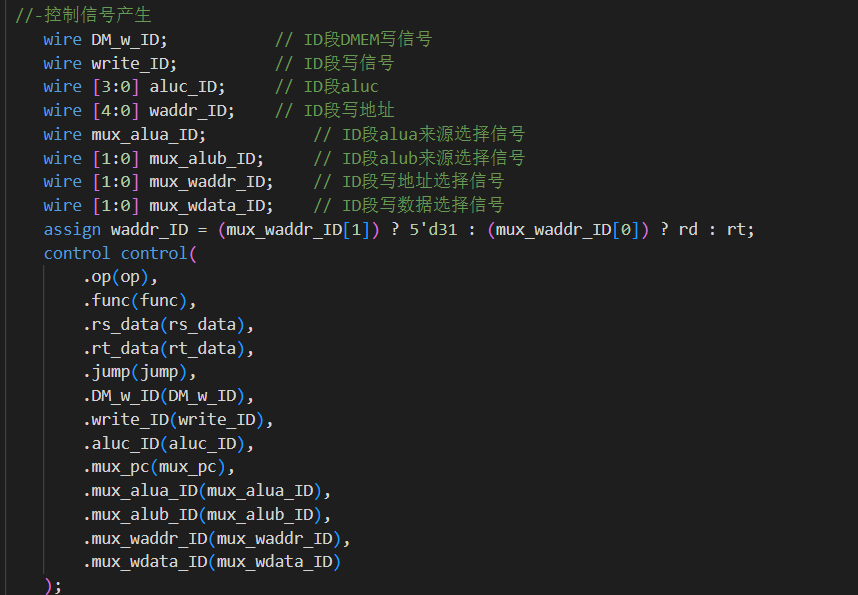 //-控制信号产生
wire DM_w_ID; // ID段DMEM写信号
wire write_ID; // ID段写信号
wire [3:0] aluc_ID; // ID段aluc
wire [4:0] waddr_ID; // ID段写地址
wire mux_alua_ID; // ID段alua来源选择信号
wire [1:0] mux_alub_ID; // ID段alub来源选择信号
wire [1:0] mux_waddr_ID; // ID段写地址选择信号
wire [1:0] mux_wdata_ID; // ID段写数据选择信号
assign waddr_ID = (mux_waddr_ID[1]) ? 5'd31 : (mux_waddr_ID[0]) ? rd : rt;
control control(
.op(op),
.func(func),
.rs_data(rs_data),
.rt_data(rt_data),
.jump(jump),
.DM_w_ID(DM_w_ID),
.write_ID(write_ID),
.aluc_ID(aluc_ID),
.mux_pc(mux_pc),
.mux_alua_ID(mux_alua_ID),
.mux_alub_ID(mux_alub_ID),
.mux_waddr_ID(mux_waddr_ID),
.mux_wdata_ID(mux_wdata_ID)
);